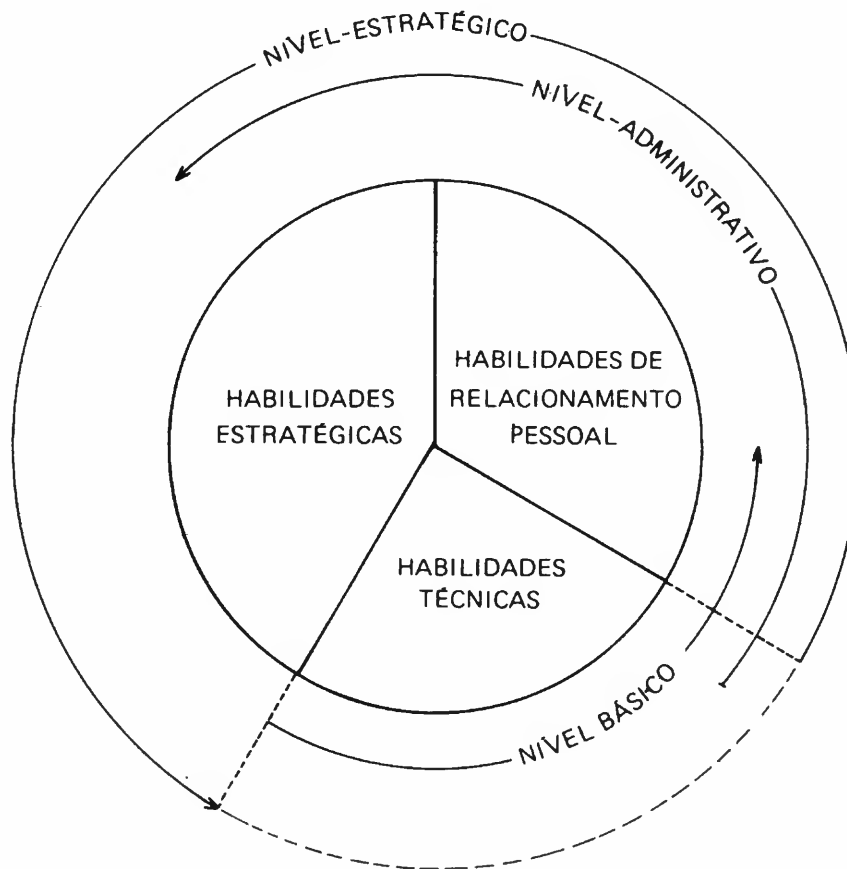 NÍVEL-ESTRATÉGICO
NÍVEL-ADMINISTRATIVO
HABILIDADES DE
RELACIONAMENTO
PESSOAL
HABILIDADES
ESTRATÉGICAS
HABILIDADES
TÉCNICAS
NÍVEL BÁSICO